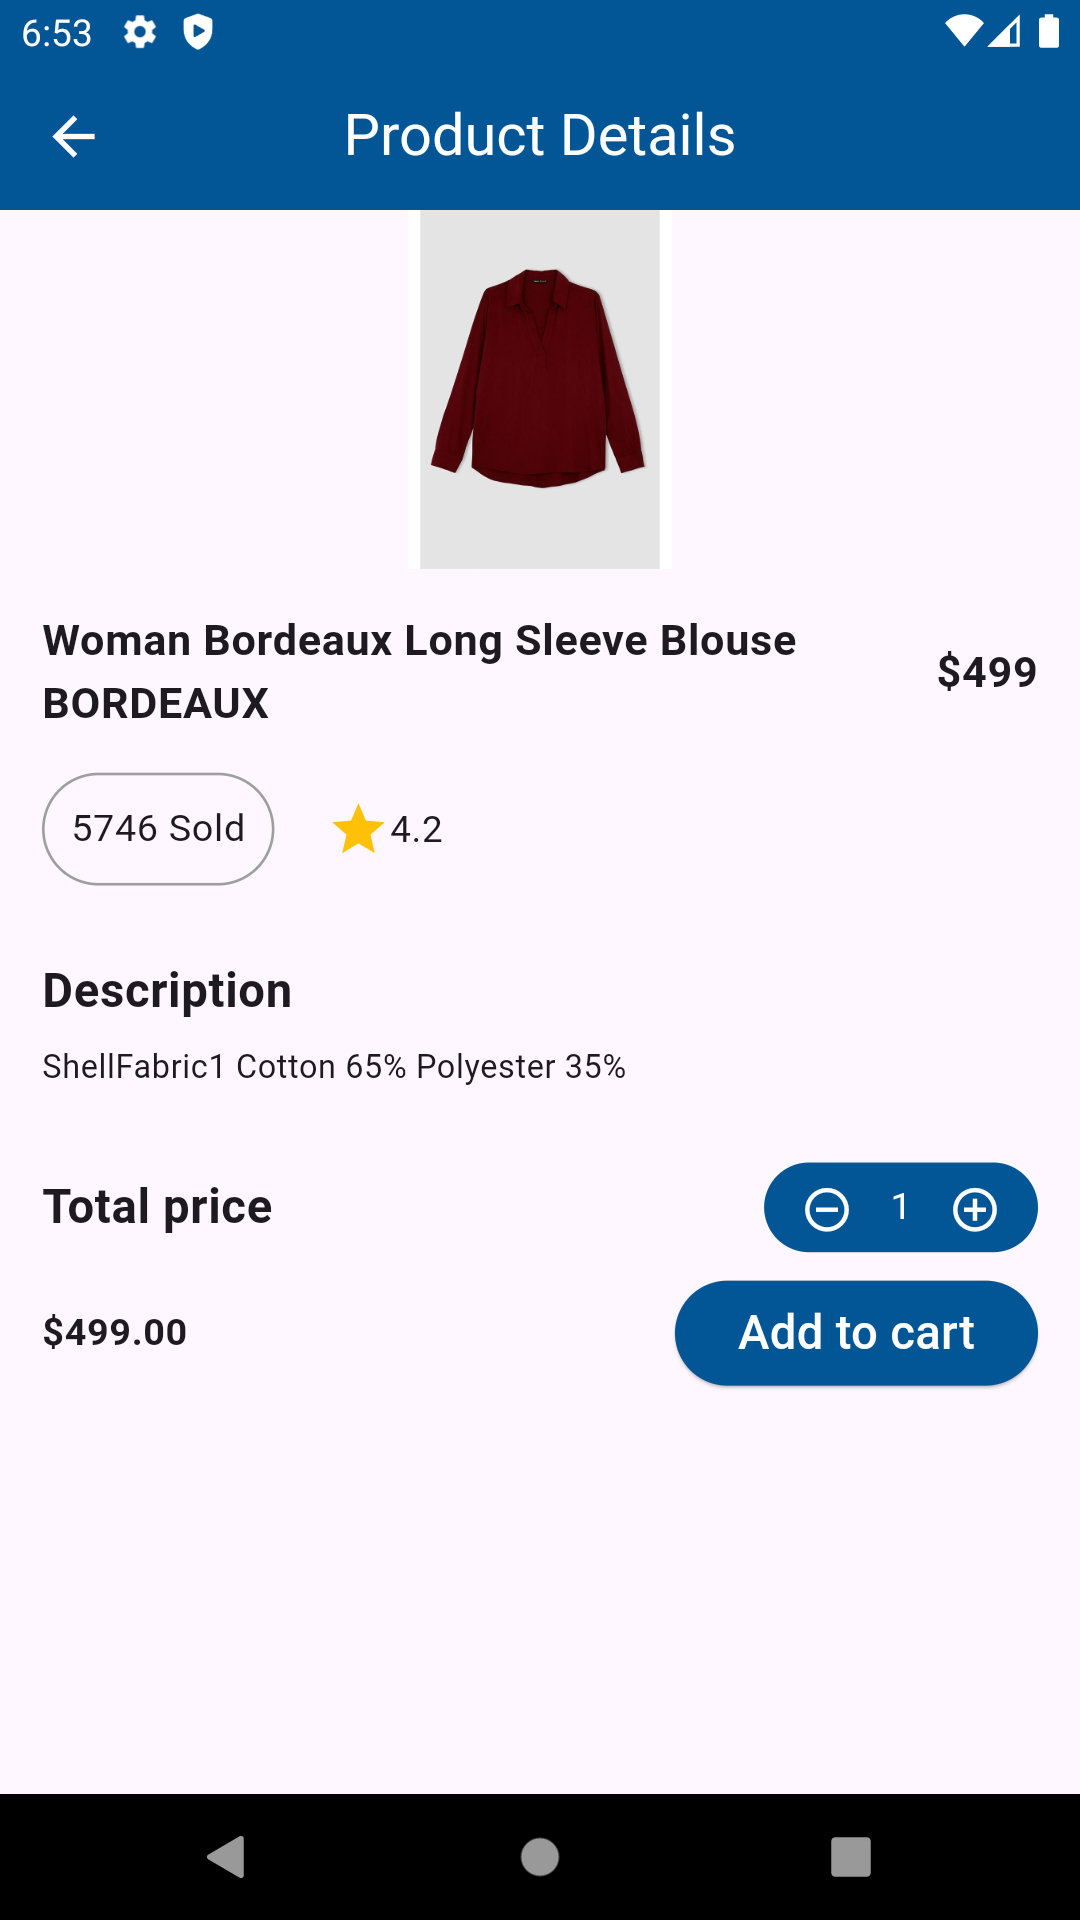 6:53
Product Details
Woman Bordeaux Long Sleeve Blouse
BORDEAUX
$499
5746 Sold
4.2
Description
ShellFabric1 Cotton 65% Polyester 35%
Total price
1
$499.00
Add to cart